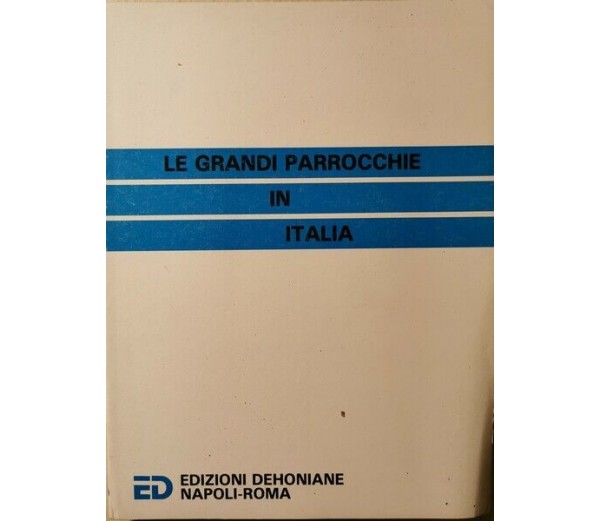 LE GRANDI PARROCCHIE
IN
ITALIA
ED EDIZIONI DEHONIANE
NAPOLI-ROMA